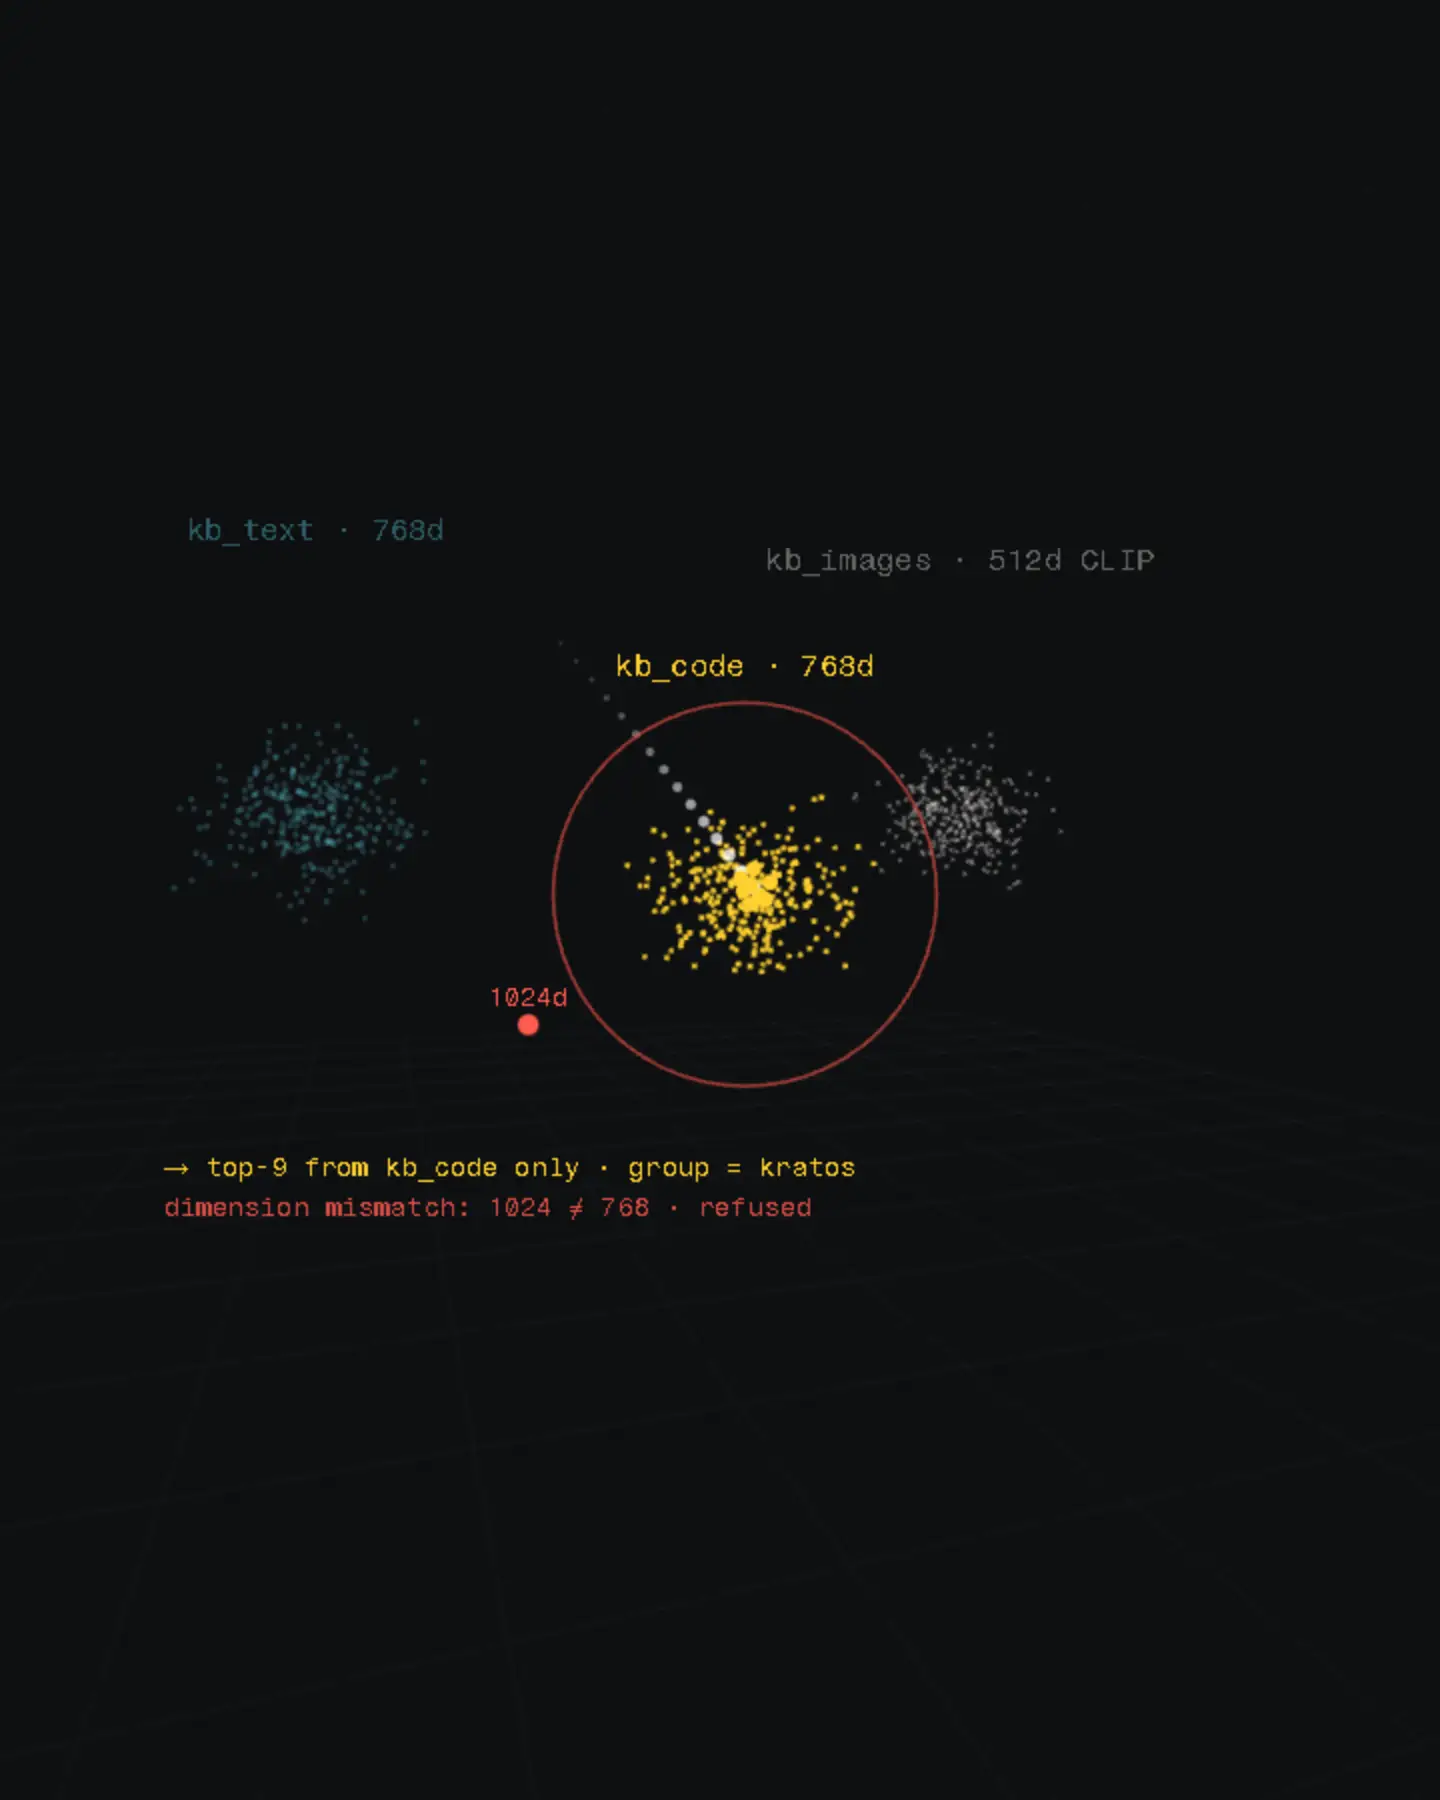 kb_text · 768d
kb_images · 512d CLIP
kb_code · 768d
1024d
→ top-9 from kb_code only · group = kratos
dimension mismatch: 1024 ≠ 768 · refused